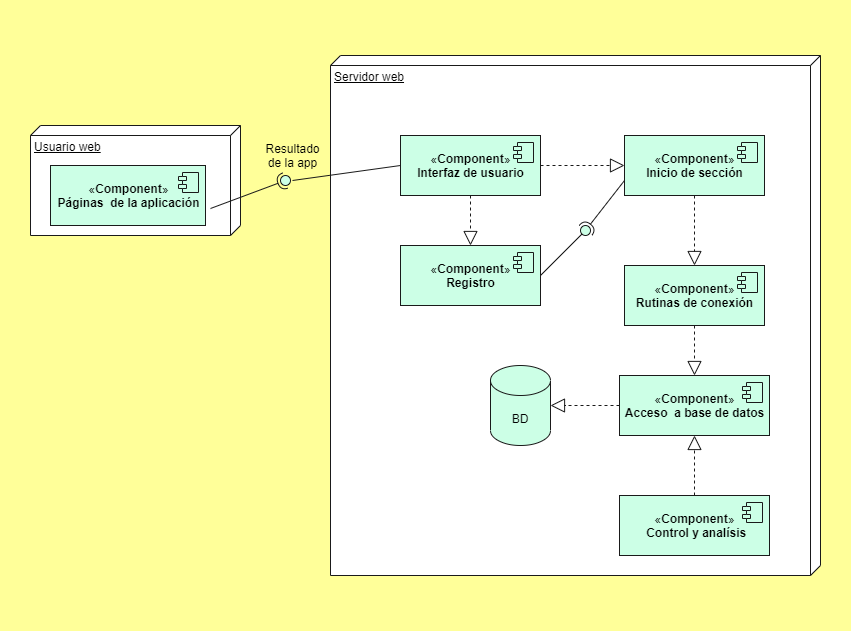 Servidor web
Usuario web
Resultado
de la app
«Component»
Páginas de la aplicación
«Component»
Interfaz de usuario
«Component»
Inicio de sección
«Component»
Registro
«Component»
Rutinas de conexión
BD
«Component»
Acceso a base de datos
«Component»
Control y analísis